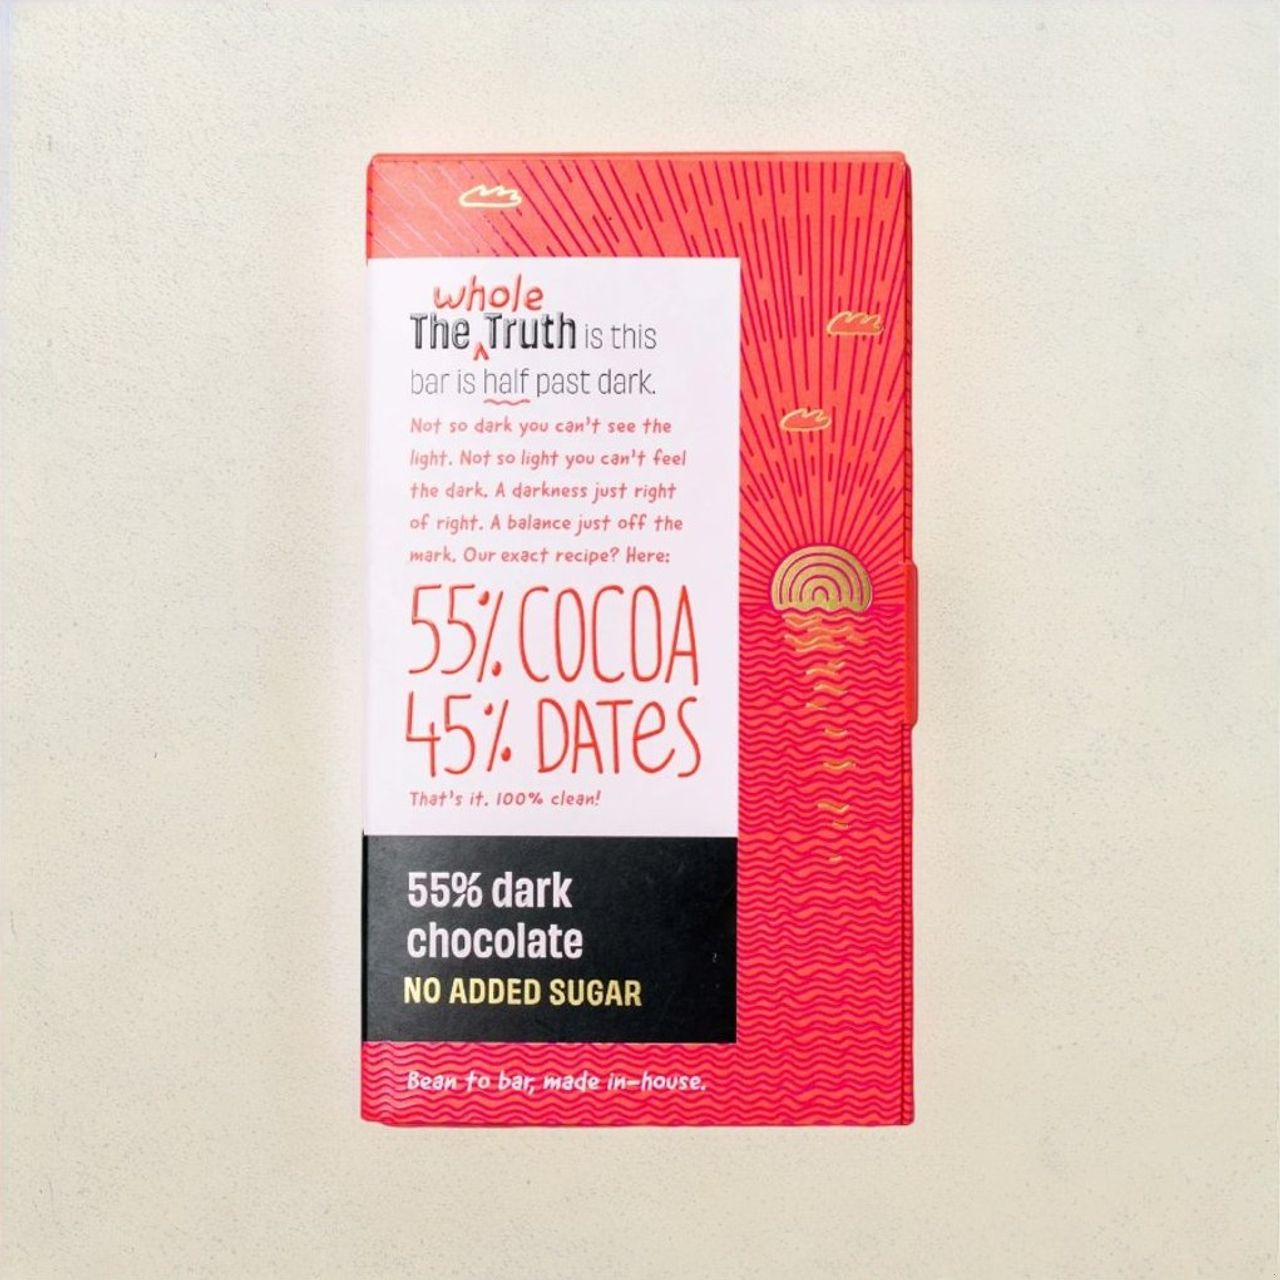 The whole Truth is this
bar is half past dark.
Not so dark you can't see the
light. Not so light you can't feel
the dark. A darkness just right
of right. A balance just off the
mark. Our exact recipe? Here:
55% COCOA
45% DATES
That's it. 100% clean!
55% dark
chocolate
NO ADDED SUGAR
Bean to bar, made in-house.